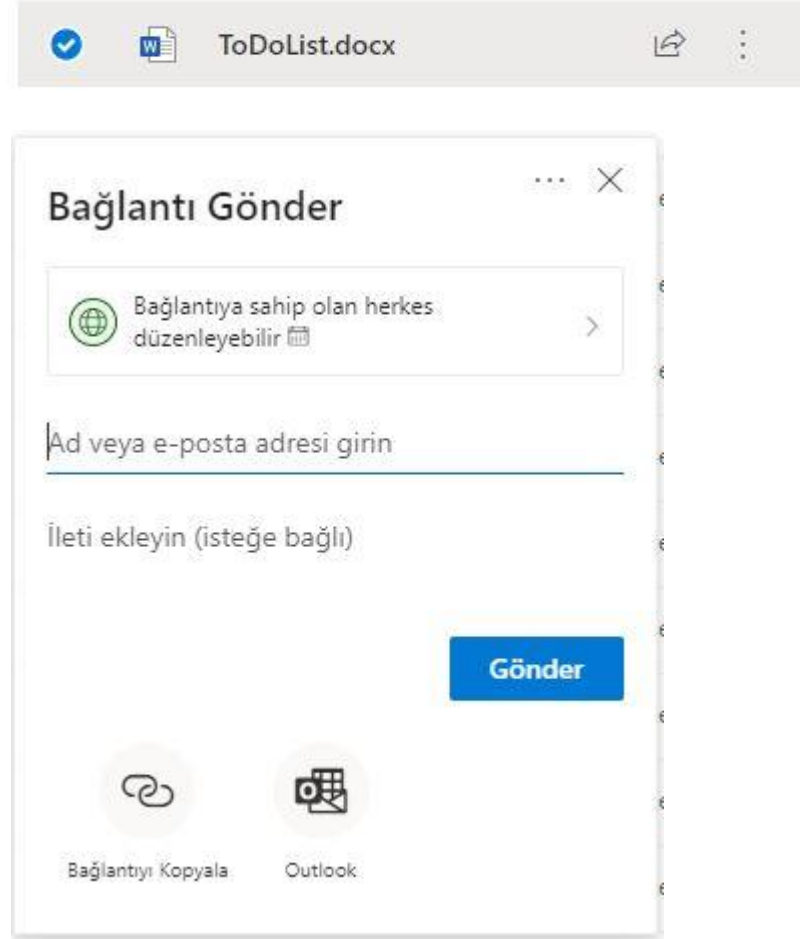 ToDoList.docx
Bağlantı Gönder
Bağlantıya sahip olan herkes
düzenleyebilir
Ad veya e-posta adresi girin
İleti ekleyin (isteğe bağlı)
Gönder
Bağlantıyı Kopyala
Outlook